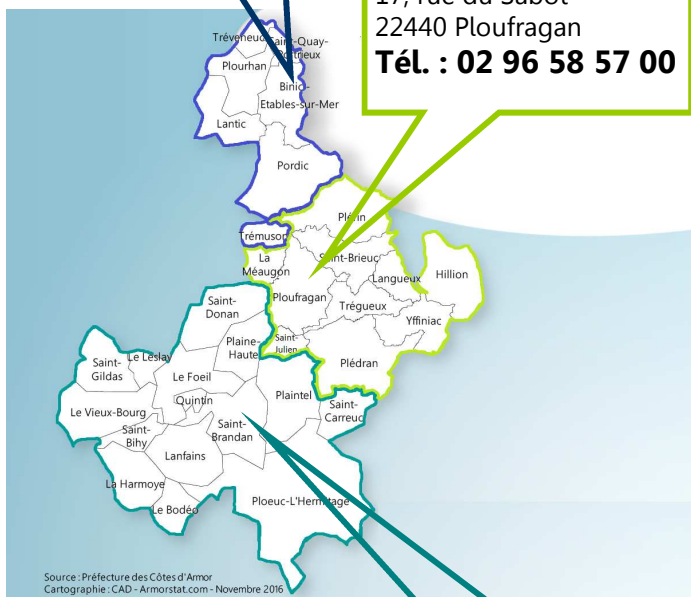 17, rue du Sabot
22440 Ploufragan
Tél. : 02 96 58 57 00
Tréveneuc
Saint-Quay-
Portrieux
Plourhan
Binic-
Etables-sur-Mer
Lantic
Pordic
Plérin
Trémuson
La
Méaugon
Saint-Brieuc
Langueux
Hillion
Ploufragan
Trégueux
Yffiniac
Saint-
Julien
Plédran
Saint-
Donan
Plaine-
Haute
Saint-
Gildas
Le Leslay
Le Foeil
Quintin
Plaintel
Saint-
Carreuc
Le Vieux-Bourg
Saint-
Bihy
Saint-
Brandan
Lanfains
La Harmoye
Le Bodéo
Ploeuc-L'Hermitage
Source : Préfecture des Côtes d'Armor
Cartographie : CAD - Armorstat.com - Novembre 2016